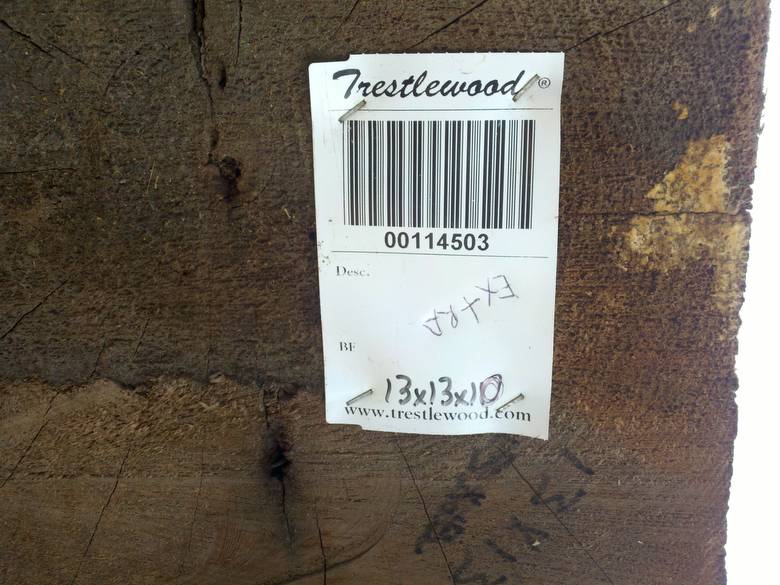 Trestlewood®
00114503
Desc.
EXtRA
BF
13x13x10
www.trestlewood.com